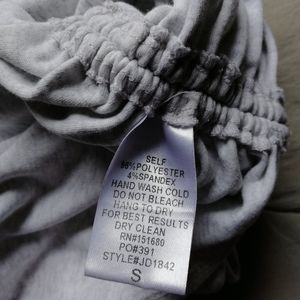 SELF
96%POLYESTER
4%SPANDEX
HAND WASH COLD
DO NOT BLEACH
HANG TO DRY
FOR BEST RESULTS
DRY CLEAN
RN#151680
PO#391
STYLE#JD1842
S